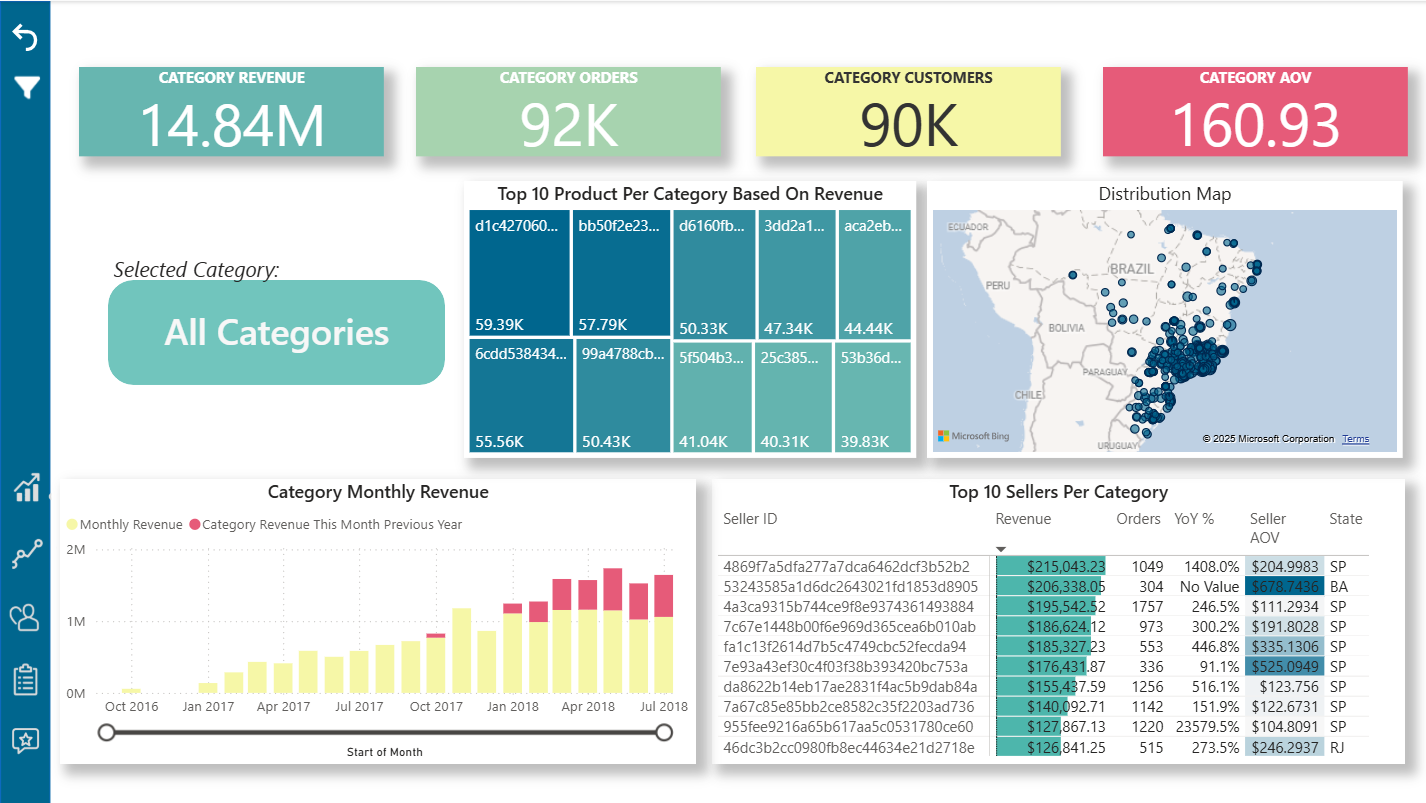 CATEGORY REVENUE
14.84M
CATEGORY ORDERS
92K
CATEGORY CUSTOMERS
90K
CATEGORY AOV
160.93
Selected Category:
All Categories
Top 10 Product Per Category Based On Revenue
d1c427060... bb50f2e23... d6160fb... 3dd2a1... aca2eb...
59.39K 57.79K 50.33K 47.34K 44.44K
6cdd538434... 99a4788cb... 5f504b3... 25c385... 53b36d...
55.56K 50.43K 41.04K 40.31K 39.83K
Distribution Map
ECUADOR
BRAZIL
PERU
BOLIVIA
PARAGUAY
CHILE
URUGUAY
Microsoft Bing
© 2025 Microsoft Corporation Terms
Category Monthly Revenue
Monthly Revenue Category Revenue This Month Previous Year
2M
1M
0M
Oct 2016 Jan 2017 Apr 2017 Jul 2017 Oct 2017 Jan 2018 Apr 2018 Jul 2018
Start of Month
Top 10 Sellers Per Category
Seller ID Revenue Orders YoY % Seller AOV State
4869f7a5dfa277a7dca6462dcf3b52b2 $215,043.23 1049 1408.0% $204.9983 SP
53243585a1d6dc2643021fd1853d8905 $206,338.05 304 No Value $678.7436 BA
4a3ca9315b744ce9f8e9374361493884 $195,542.52 1757 246.5% $111.2934 SP
7c67e1448b00f6e969d365cea6b010ab $186,624.12 973 300.2% $191.8028 SP
fa1c13f2614d7b5c4749cbc52fecda94 $185,327.23 553 446.8% $335.1306 SP
7e93a43ef30c4f03f38b393420bc753a $176,431.87 336 91.1% $525.0949 SP
da8622b14eb17ae2831f4ac5b9dab84a $155,437.59 1256 516.1% $123.756 SP
7a67c85e85bb2ce8582c35f2203ad736 $140,092.71 1142 151.9% $122.6731 SP
955fee9216a65b617aa5c0531780ce60 $127,867.13 1220 23579.5% $104.8091 SP
46dc3b2cc0980fb8ec44634e21d2718e $126,841.25 515 273.5% $246.2937 RJ